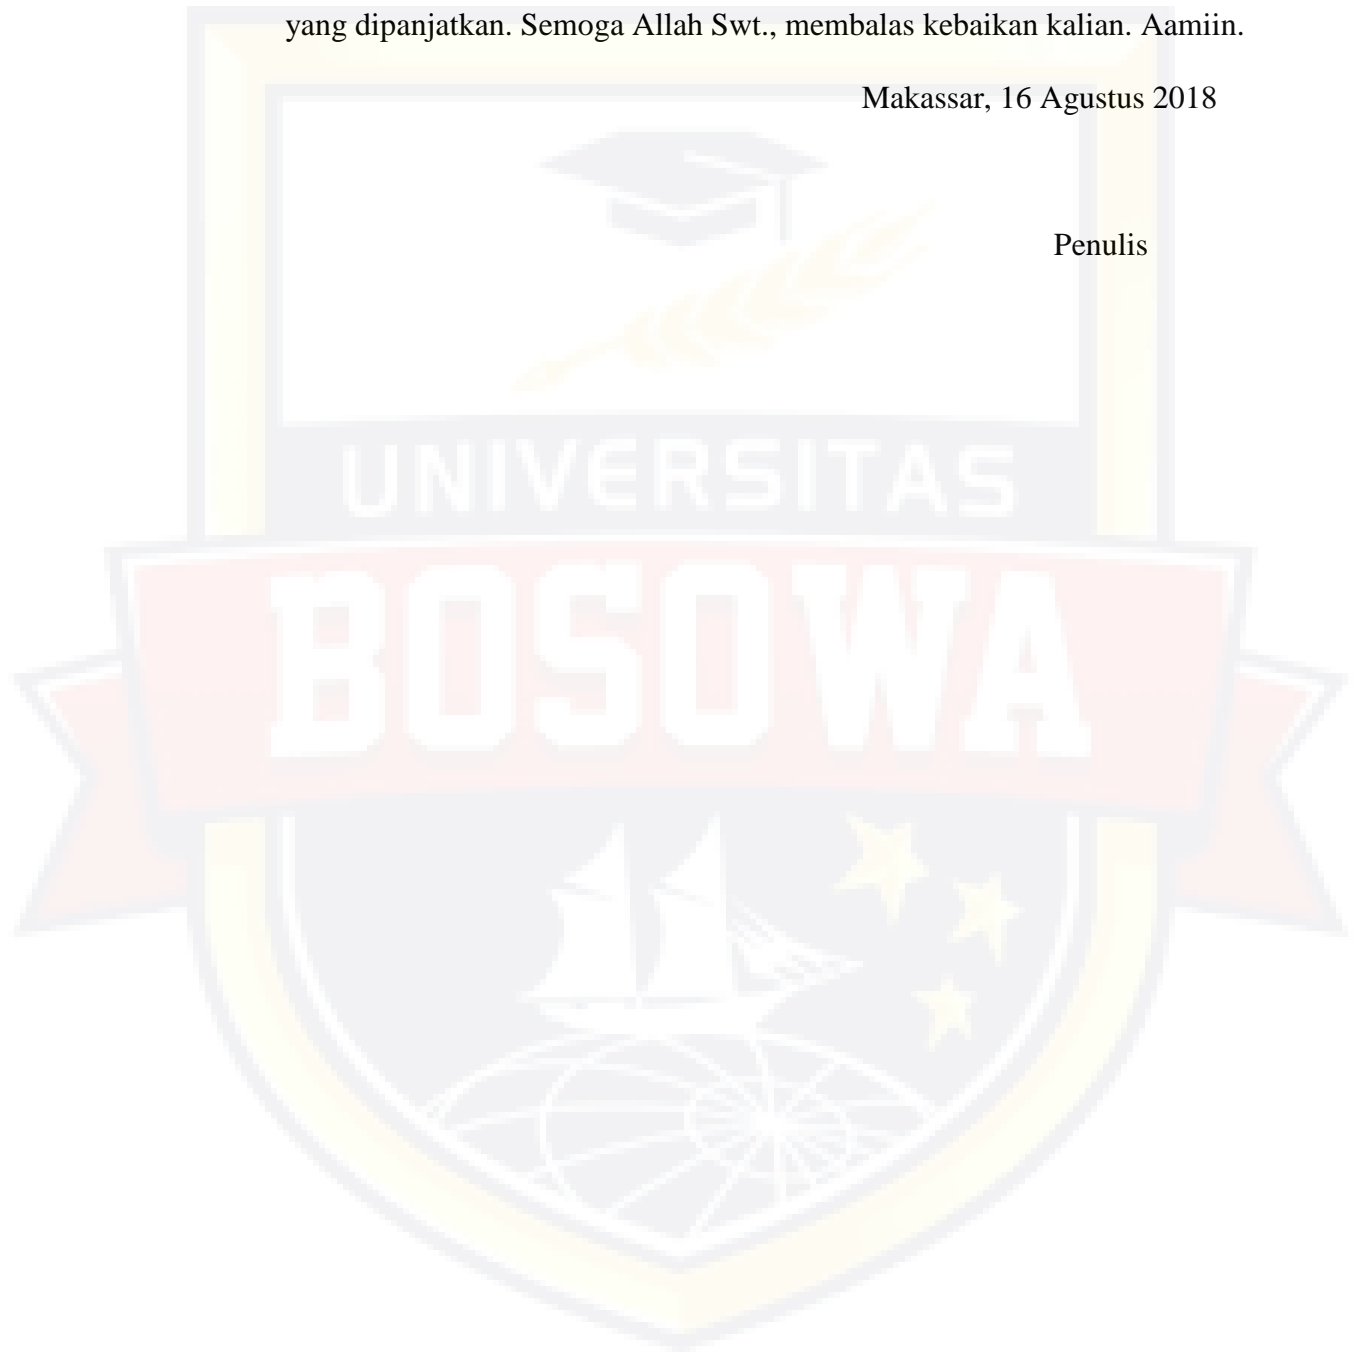 yang dipanjatkan. Semoga Allah Swt., membalas kebaikan kalian. Aamiin.
Makassar, 16 Agustus 2018
Penulis
UNIVERSITAS
BOSOWA